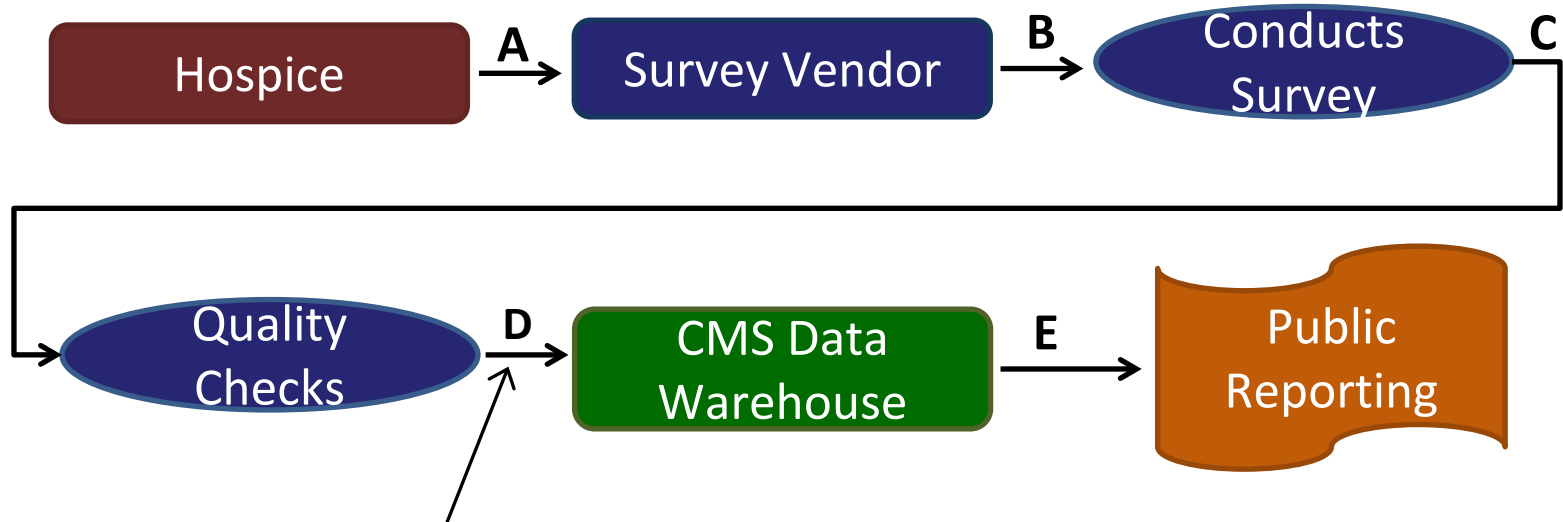 Hospice
A
Survey Vendor
B
Conducts
Survey
C
Quality
Checks
D
CMS Data
Warehouse
E
Public
Reporting